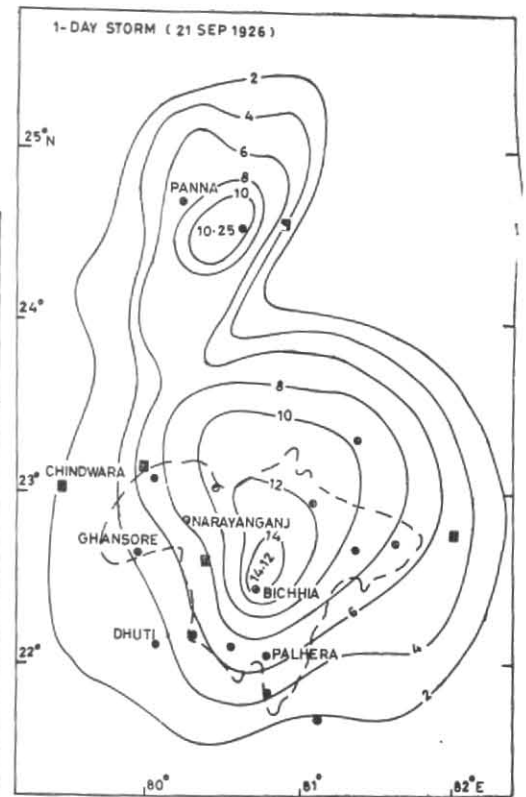 1-DAY STORM ( 21 SEP 1926)
2
4
25°N
6
8
PANNA
10
10·25
24°
8
10
23°
CHINDWARA
12
NARAYANGANJ
14
GHANSORE
14·12
BICHHIA
6
DHUTI
4
22°
PALHERA
2
80°
81°
82°E